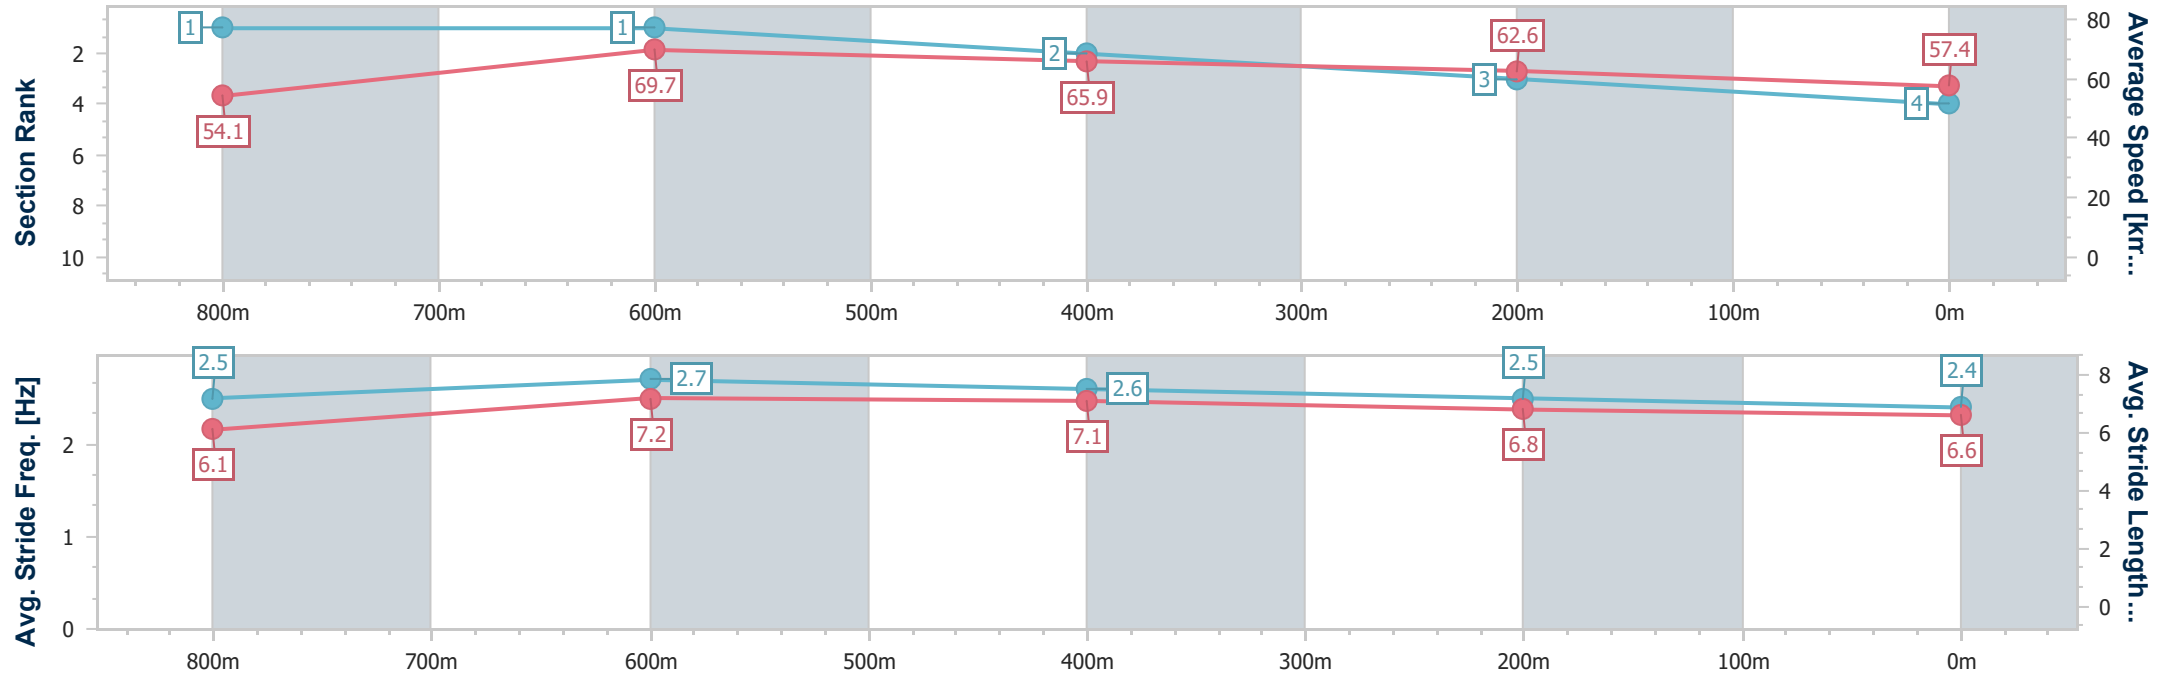 Section Rank
2
4
6
8
10
1
1
2
3
4
54.1
69.7
65.9
62.6
57.4
80
60
40
20
0
Average Speed [km...
800m
700m
600m
500m
400m
300m
200m
100m
0m
Avg. Stride Freq. [Hz]
2
1
0
2.5
2.7
2.6
2.5
2.4
6.1
7.2
7.1
6.8
6.6
8
6
4
2
0
Avg. Stride Length...
800m
700m
600m
500m
400m
300m
200m
100m
0m